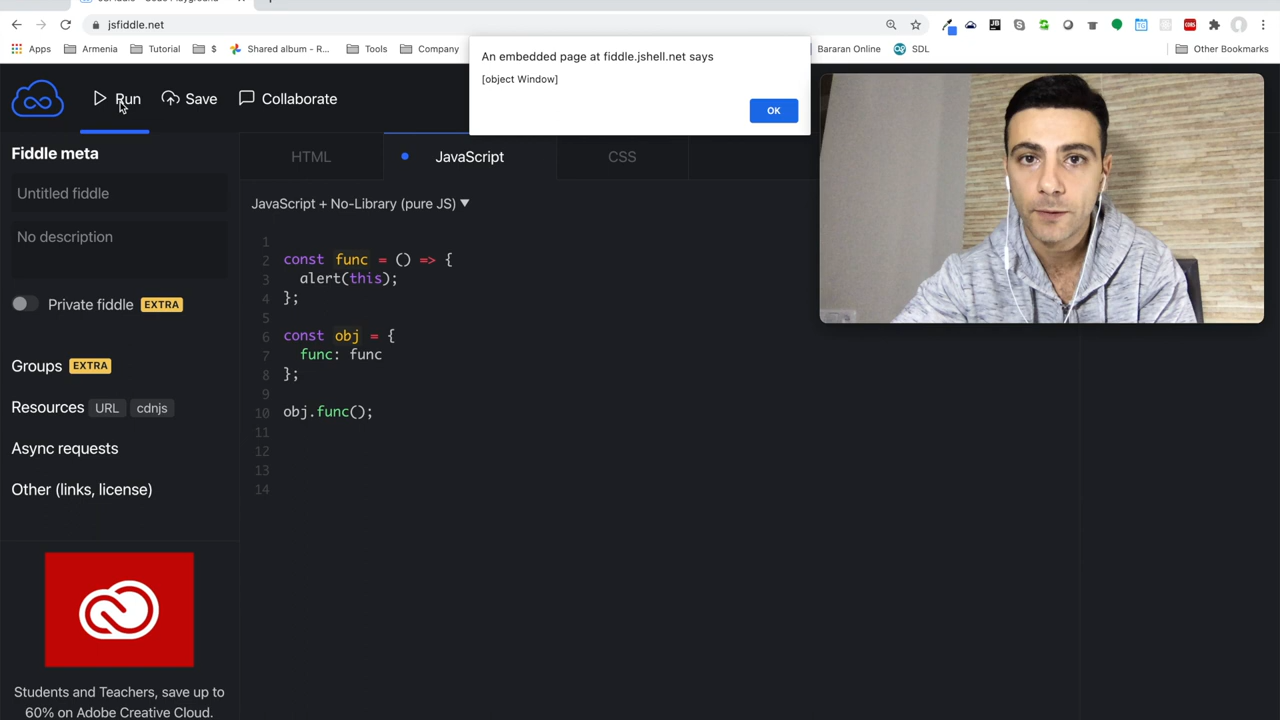 JSFiddle - Code Playground
jsfiddle.net
Apps
Armenia
Tutorial
$
Shared album - R...
Tools
Company
Bararan Online
SDL
Other Bookmarks
An embedded page at fiddle.jshell.net says
[object Window]
OK
Run
Save
Collaborate
Fiddle meta
Untitled fiddle
No description
Private fiddle EXTRA
Groups EXTRA
Resources URL cdnjs
Async requests
Other (links, license)
Students and Teachers, save up to
60% on Adobe Creative Cloud.
HTML
JavaScript
CSS
JavaScript + No-Library (pure JS) ▼
1
2 const func = () => {
3 alert(this);
4 };
5
6 const obj = {
7 func: func
8 };
9
10 obj.func();
11
12
13
14